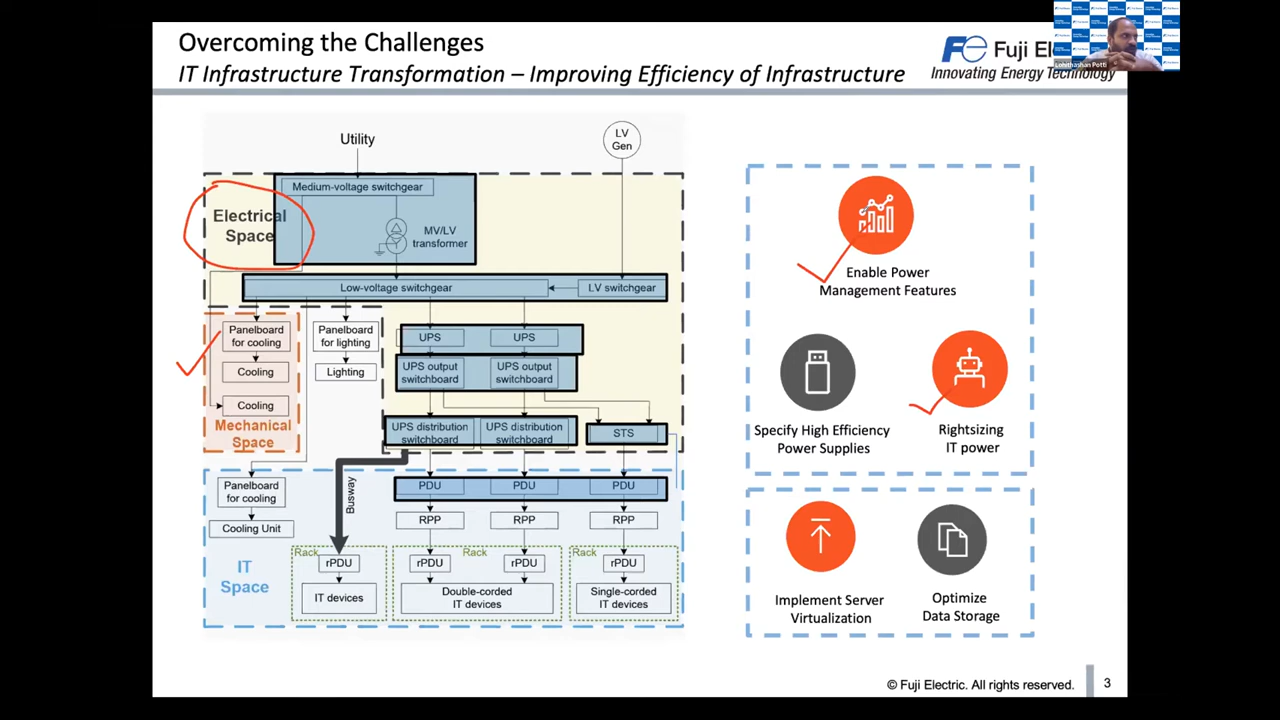 Overcoming the Challenges
IT Infrastructure Transformation – Improving Efficiency of Infrastructure
Fuji Ele
Innovating Energy Technology
Lohithashan Potti
Utility
LV
Gen
Electrical
Space
Medium-voltage switchgear
MV/LV
transformer
Low-voltage switchgear
LV switchgear
Panelboard
for cooling
Cooling
Cooling
Mechanical
Space
Panelboard
for lighting
Lighting
UPS
UPS
UPS output
switchboard
UPS output
switchboard
UPS distribution
switchboard
UPS distribution
switchboard
STS
Busway
Panelboard
for cooling
Cooling Unit
IT
Space
PDU
PDU
PDU
RPP
RPP
RPP
Rack
rPDU
IT devices
Rack
rPDU
rPDU
Double-corded
IT devices
Rack
rPDU
Single-corded
IT devices
Enable Power
Management Features
Specify High Efficiency
Power Supplies
Rightsizing
IT power
Implement Server
Virtualization
Optimize
Data Storage
© Fuji Electric. All rights reserved.
3